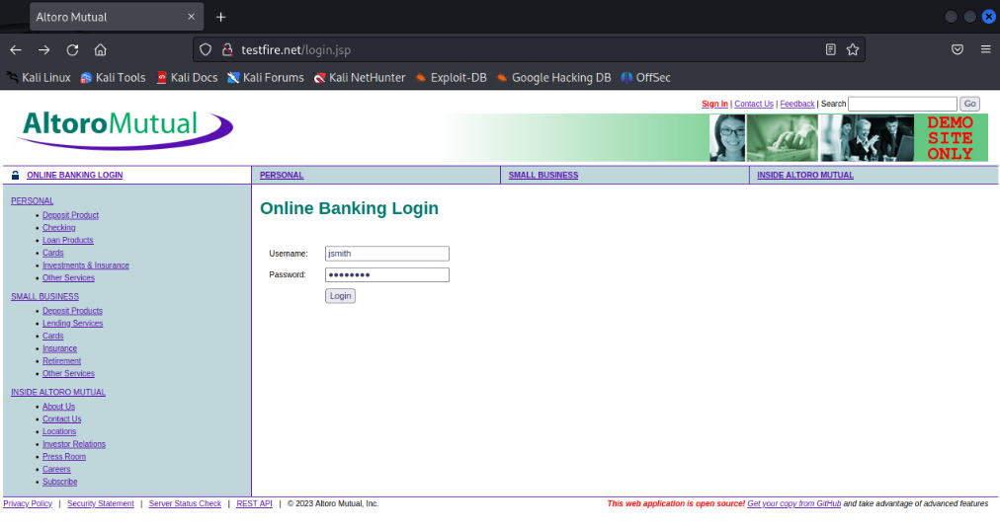 Altoro Mutual
testfire.net/login.jsp
Kali Linux Kali Tools Kali Docs Kali Forums Kali NetHunter Exploit-DB Google Hacking DB OffSec
Sign In | Contact Us | Feedback | Search Go
AltoroMutual
DEMO
SITE
ONLY
ONLINE BANKING LOGIN PERSONAL SMALL BUSINESS INSIDE ALTORO MUTUAL
PERSONAL
• Deposit Product
• Checking
• Loan Products
• Cards
• Investments & Insurance
• Other Services
SMALL BUSINESS
• Deposit Products
• Lending Services
• Cards
• Insurance
• Retirement
• Other Services
INSIDE ALTORO MUTUAL
• About Us
• Contact Us
• Locations
• Investor Relations
• Press Room
• Careers
• Subscribe
Online Banking Login
Username: jsmith
Password: ●●●●●●●●
Login
Privacy Policy | Security Statement | Server Status Check | REST API | © 2023 Altoro Mutual, Inc.
This web application is open source! Get your copy from GitHub and take advantage of advanced features